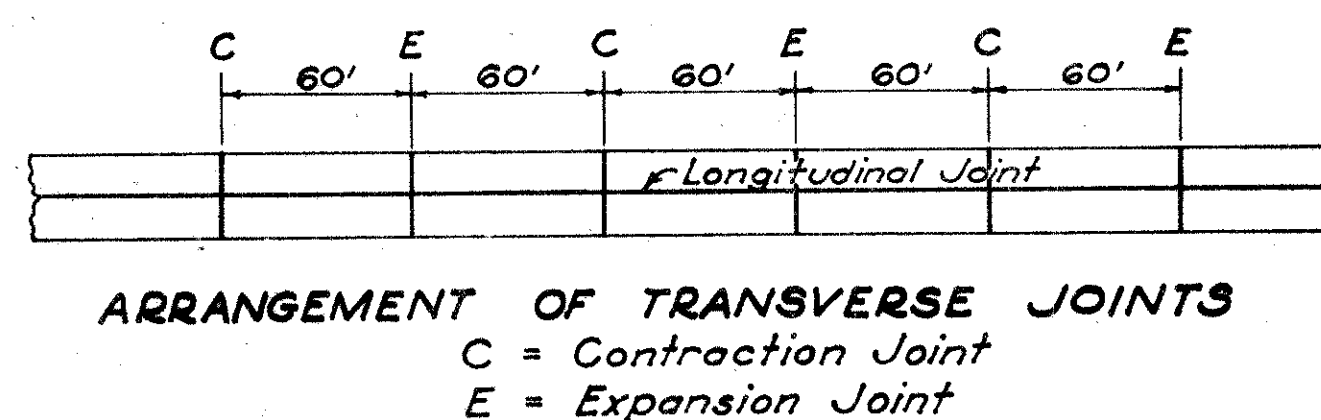 C E C E C E
60' 60' 60' 60' 60'
Longitudinal Joint
ARRANGEMENT OF TRANSVERSE JOINTS
C = Contraction Joint
E = Expansion Joint